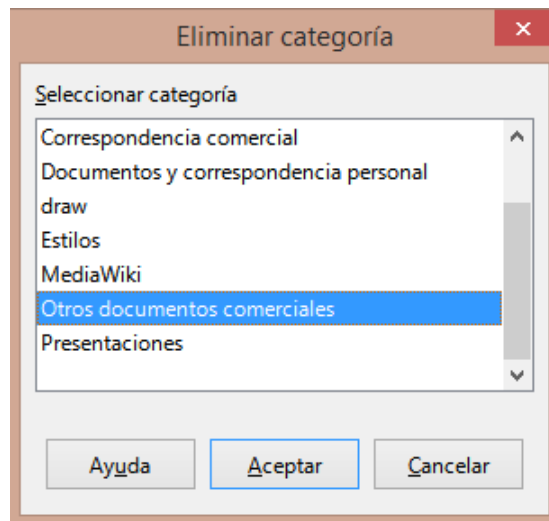 Eliminar categoría
Seleccionar categoría
Correspondencia comercial
Documentos y correspondencia personal
draw
Estilos
MediaWiki
Otros documentos comerciales
Presentaciones
Ayuda Aceptar Cancelar